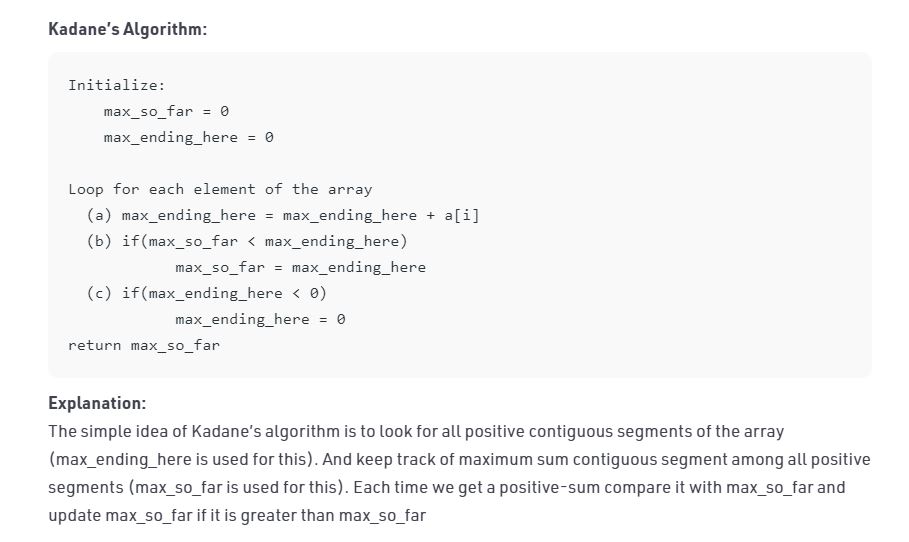 Kadane's Algorithm:
Initialize:
    max_so_far = 0
    max_ending_here = 0

Loop for each element of the array
  (a) max_ending_here = max_ending_here + a[i]
  (b) if(max_so_far < max_ending_here)
            max_so_far = max_ending_here
  (c) if(max_ending_here < 0)
            max_ending_here = 0
return max_so_far
Explanation:
The simple idea of Kadane's algorithm is to look for all positive contiguous segments of the array
(max_ending_here is used for this). And keep track of maximum sum contiguous segment among all positive
segments (max_so_far is used for this). Each time we get a positive-sum compare it with max_so_far and
update max_so_far if it is greater than max_so_far